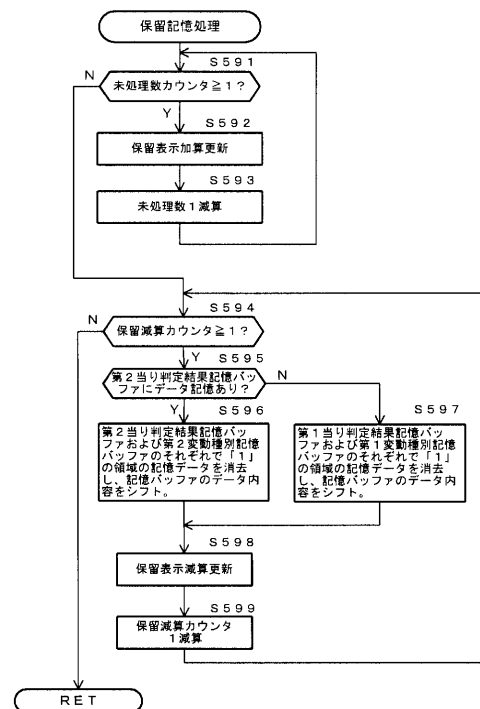 保留記憶処理
S591
N
未処理数カウンタ≧1?
Y
S592
保留表示加算更新
S593
未処理数1減算
S594
N
保留減算カウンタ≧1?
Y
S595
第2当り判定結果記憶バッ
ファにデータ記憶あり?
N
Y
S596
第2当り判定結果記憶バッ
ファおよび第2変動種別記憶
バッファのそれぞれで「1」
の領域の記憶データを消去
し、記憶バッファのデータ内
容をシフト。
S597
第1当り判定結果記憶バッ
ファおよび第1変動種別記憶
バッファのそれぞれで「1」
の領域の記憶データを消去
し、記憶バッファのデータ内
容をシフト。
S598
保留表示減算更新
S599
保留減算カウンタ
1減算
RET